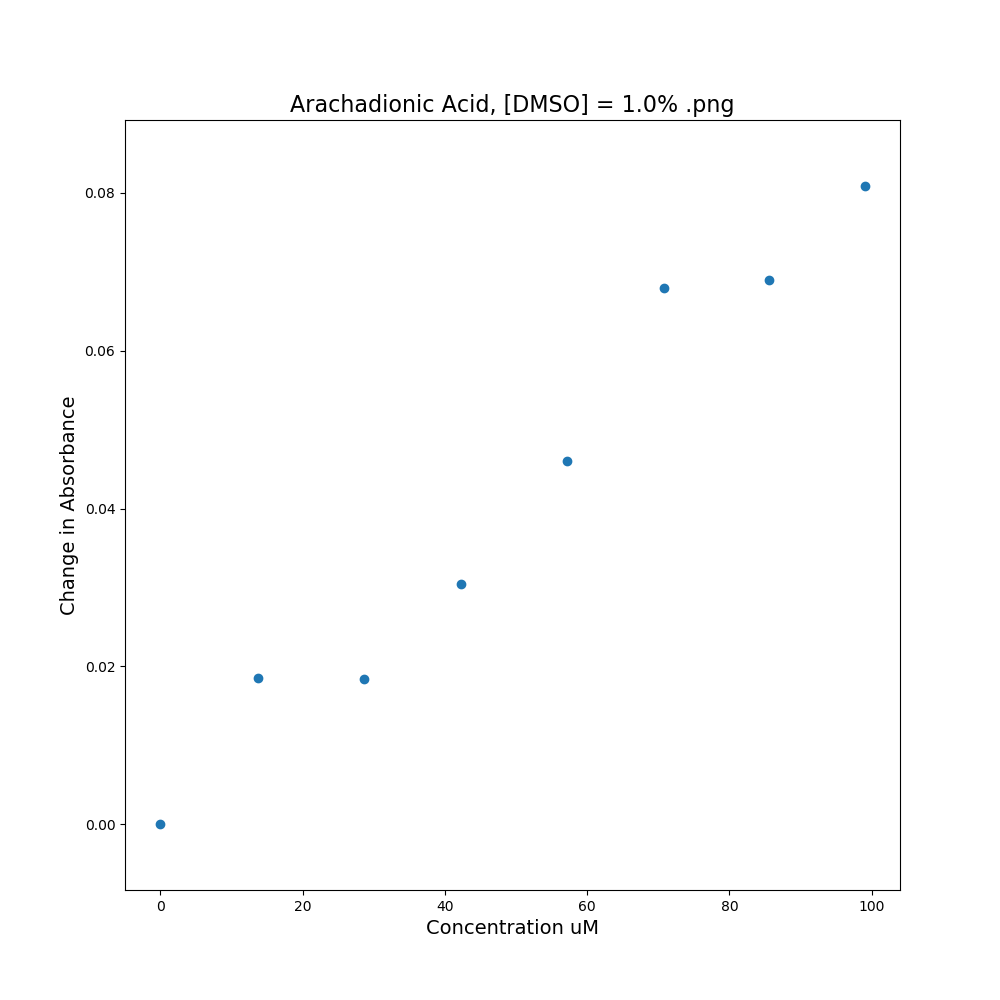 Arachadionic Acid, [DMSO] = 1.0% .png
0.08
0.06
0.04
0.02
0.00
Change in Absorbance
0 20 40 60 80 100
Concentration uM